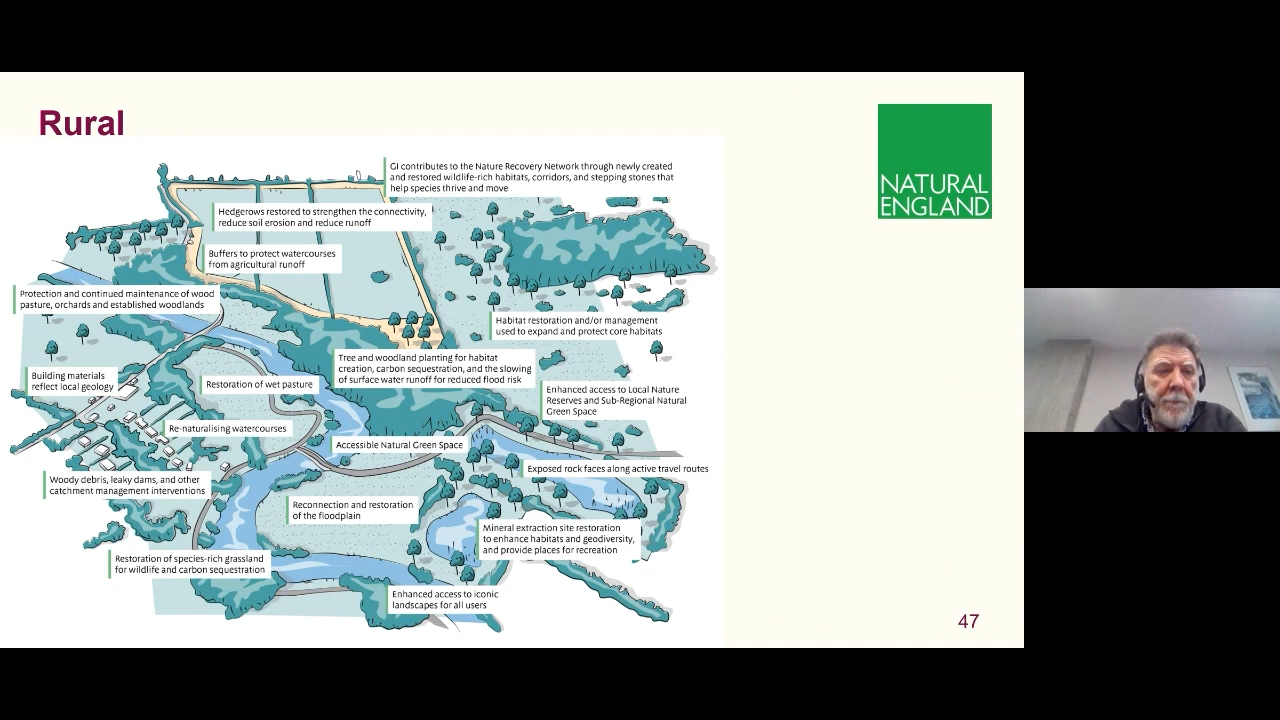 Rural
NATURAL
ENGLAND
GI contributes to the Nature Recovery Network through newly created
and restored wildlife-rich habitats, corridors, and stepping stones that
help species thrive and move
Hedgerows restored to strengthen the connectivity,
reduce soil erosion and reduce runoff
Buffers to protect watercourses
from agricultural runoff
Protection and continued maintenance of wood
pasture, orchards and established woodlands
Habitat restoration and/or management
used to expand and protect core habitats
Tree and woodland planting for habitat
creation, carbon sequestration, and the slowing
of surface water runoff for reduced flood risk
Building materials
reflect local geology
Restoration of wet pasture
Enhanced access to Local Nature
Reserves and Sub-Regional Natural
Green Space
Re-naturalising watercourses
Accessible Natural Green Space
Exposed rock faces along active travel routes
Woody debris, leaky dams, and other
catchment management interventions
Reconnection and restoration
of the floodplain
Mineral extraction site restoration
to enhance habitats and geodiversity,
and provide places for recreation
Restoration of species-rich grassland
for wildlife and carbon sequestration
Enhanced access to iconic
landscapes for all users
47